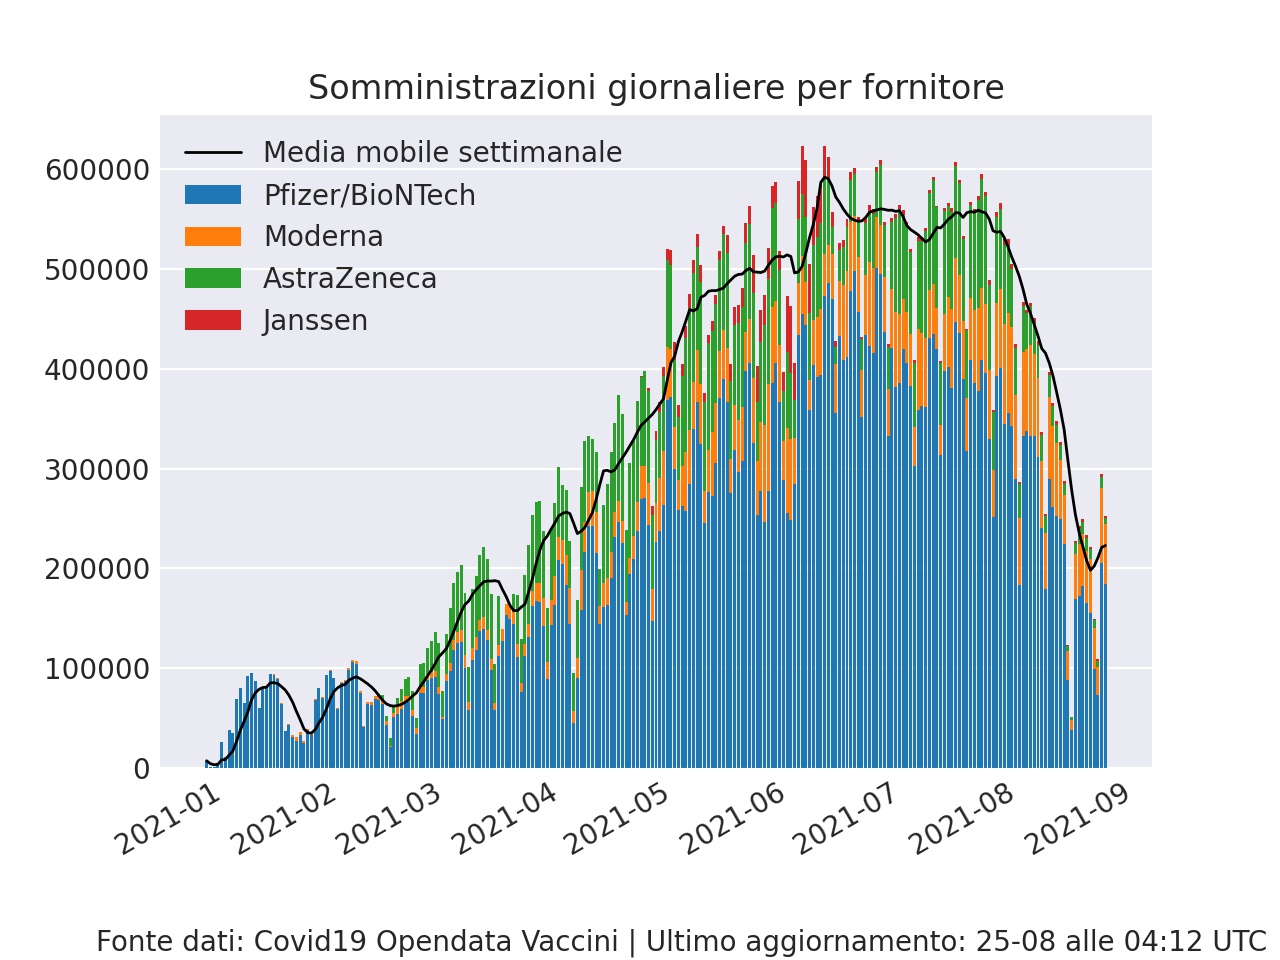 Somministrazioni giornaliere per fornitore
Media mobile settimanale
Pfizer/BioNTech
Moderna
AstraZeneca
Janssen
600000
500000
400000
300000
200000
100000
0
2021-01
2021-02
2021-03
2021-04
2021-05
2021-06
2021-07
2021-08
2021-09
Fonte dati: Covid19 Opendata Vaccini | Ultimo aggiornamento: 25-08 alle 04:12 UTC